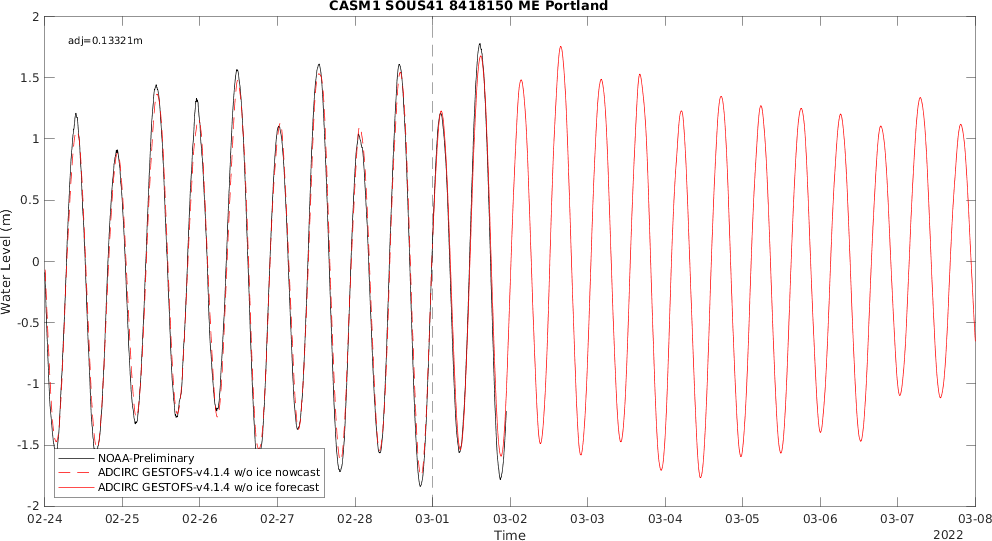 CASM1 SOUS41 8418150 ME Portland
adj=0.13321m
2
1.5
1
0.5
0
-0.5
-1
-1.5
-2
Water Level (m)
NOAA-Preliminary
ADCIRC GESTOFS-v4.1.4 w/o ice nowcast
ADCIRC GESTOFS-v4.1.4 w/o ice forecast
02-24 02-25 02-26 02-27 02-28 03-01 03-02 03-03 03-04 03-05 03-06 03-07 03-08
Time
2022